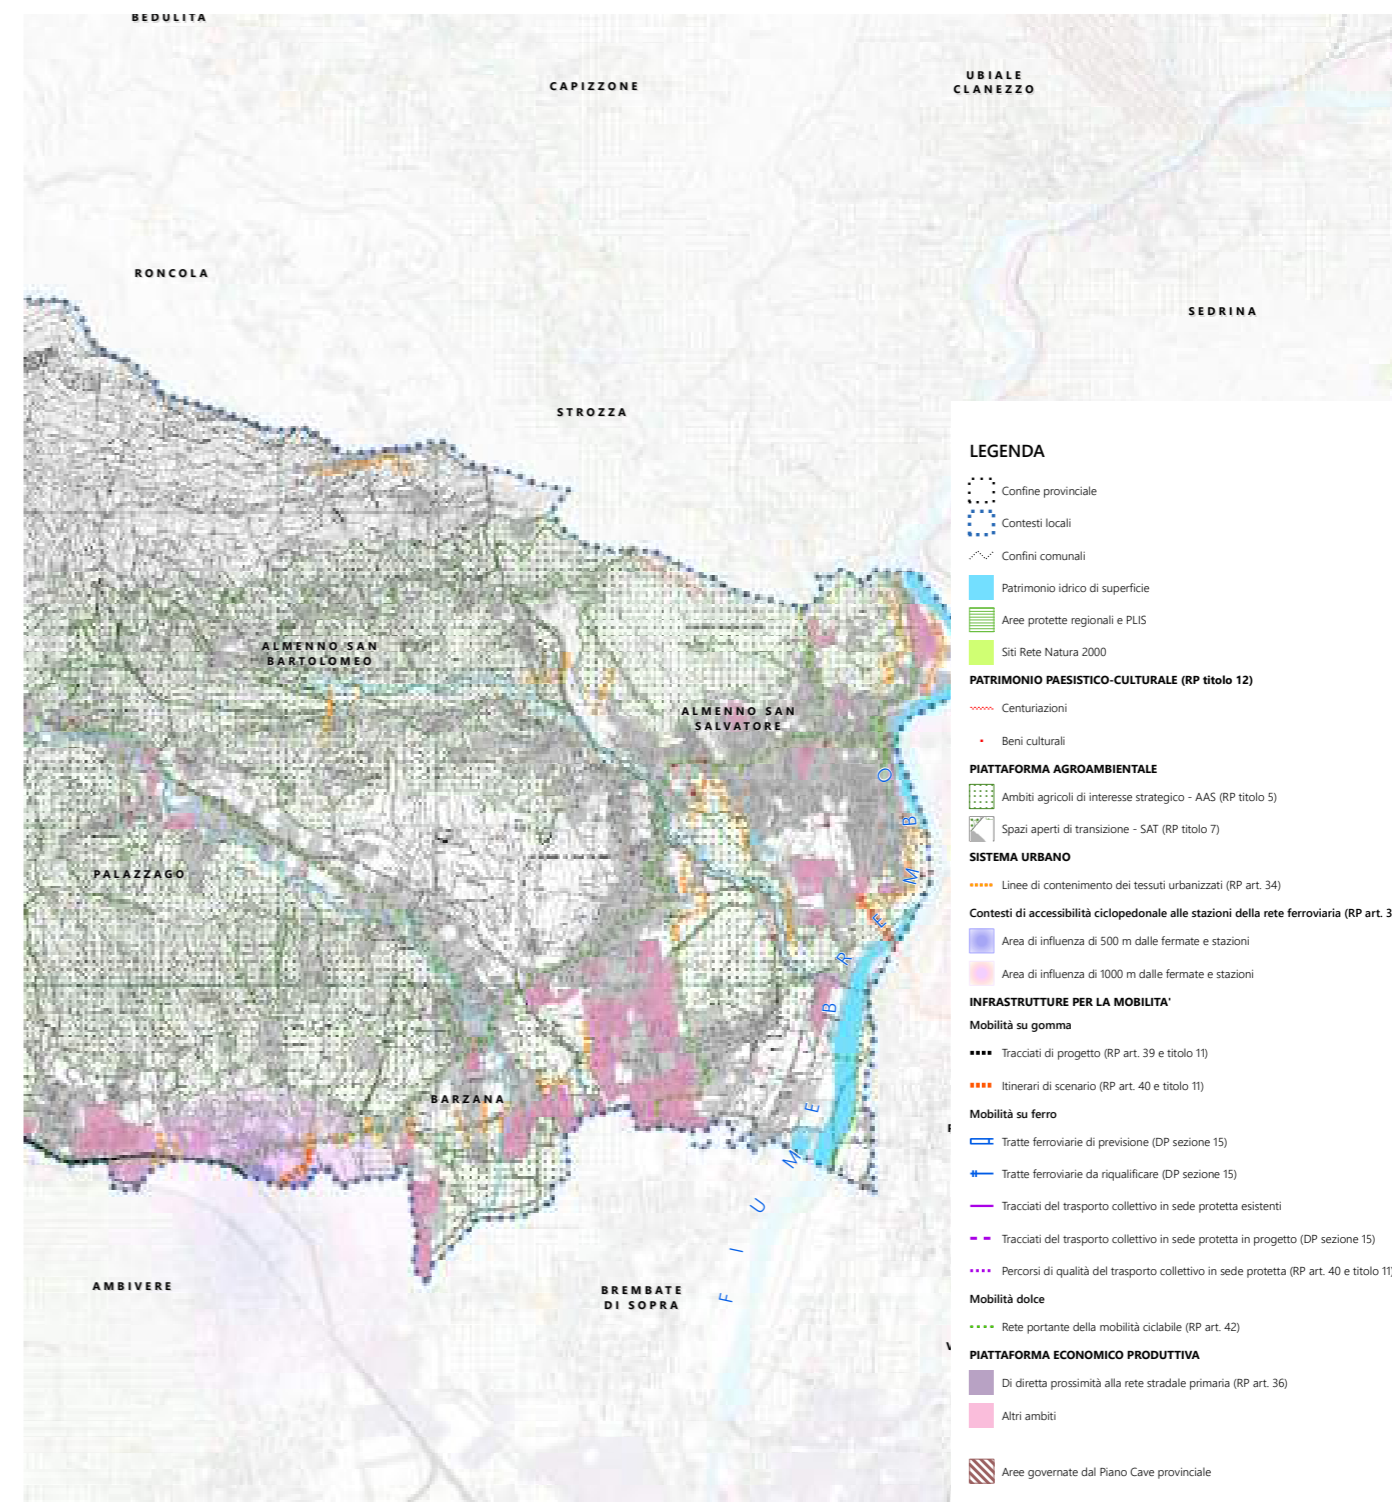 BEDULITA
CAPIZZONE
UBIALE
CLANEZZO
RONCOLA
SEDRINA
STROZZA
ALMENNO SAN
BARTOLOMEO
ALMENNO SAN
SALVATORE
PALAZZAGO
BARZANA
AMBIVERE
BREMBATE
DI SOPRA
FIUME BREMBO
LEGENDA
Confine provinciale
Contesti locali
Confini comunali
Patrimonio idrico di superficie
Aree protette regionali e PLIS
Siti Rete Natura 2000
PATRIMONIO PAESISTICO-CULTURALE (RP titolo 12)
Centuriazioni
Beni culturali
PIATTAFORMA AGROAMBIENTALE
Ambiti agricoli di interesse strategico - AAS (RP titolo 5)
Spazi aperti di transizione - SAT (RP titolo 7)
SISTEMA URBANO
Linee di contenimento dei tessuti urbanizzati (RP art. 34)
Contesti di accessibilità ciclopedonale alle stazioni della rete ferroviaria (RP art. 3
Area di influenza di 500 m dalle fermate e stazioni
Area di influenza di 1000 m dalle fermate e stazioni
INFRASTRUTTURE PER LA MOBILITA'
Mobilità su gomma
Tracciati di progetto (RP art. 39 e titolo 11)
Itinerari di scenario (RP art. 40 e titolo 11)
Mobilità su ferro
Tratte ferroviarie di previsione (DP sezione 15)
Tratte ferroviarie da riqualificare (DP sezione 15)
Tracciati del trasporto collettivo in sede protetta esistenti
Tracciati del trasporto collettivo in sede protetta in progetto (DP sezione 15)
Percorsi di qualità del trasporto collettivo in sede protetta (RP art. 40 e titolo 11)
Mobilità dolce
Rete portante della mobilità ciclabile (RP art. 42)
PIATTAFORMA ECONOMICO PRODUTTIVA
Di diretta prossimità alla rete stradale primaria (RP art. 36)
Altri ambiti
Aree governate dal Piano Cave provinciale